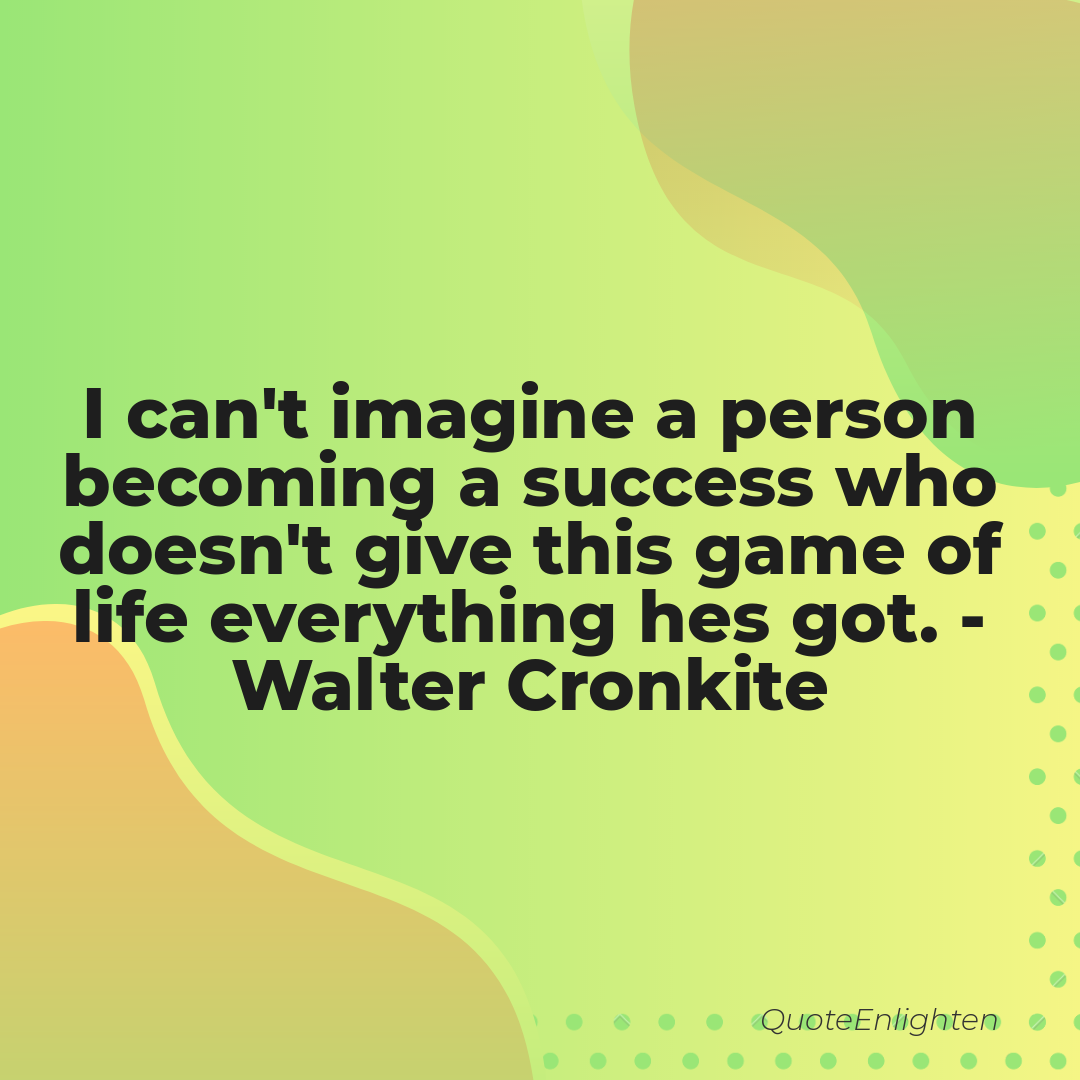 I can't imagine a person
becoming a success who
doesn't give this game of
life everything hes got. -
Walter Cronkite
QuoteEnlighten